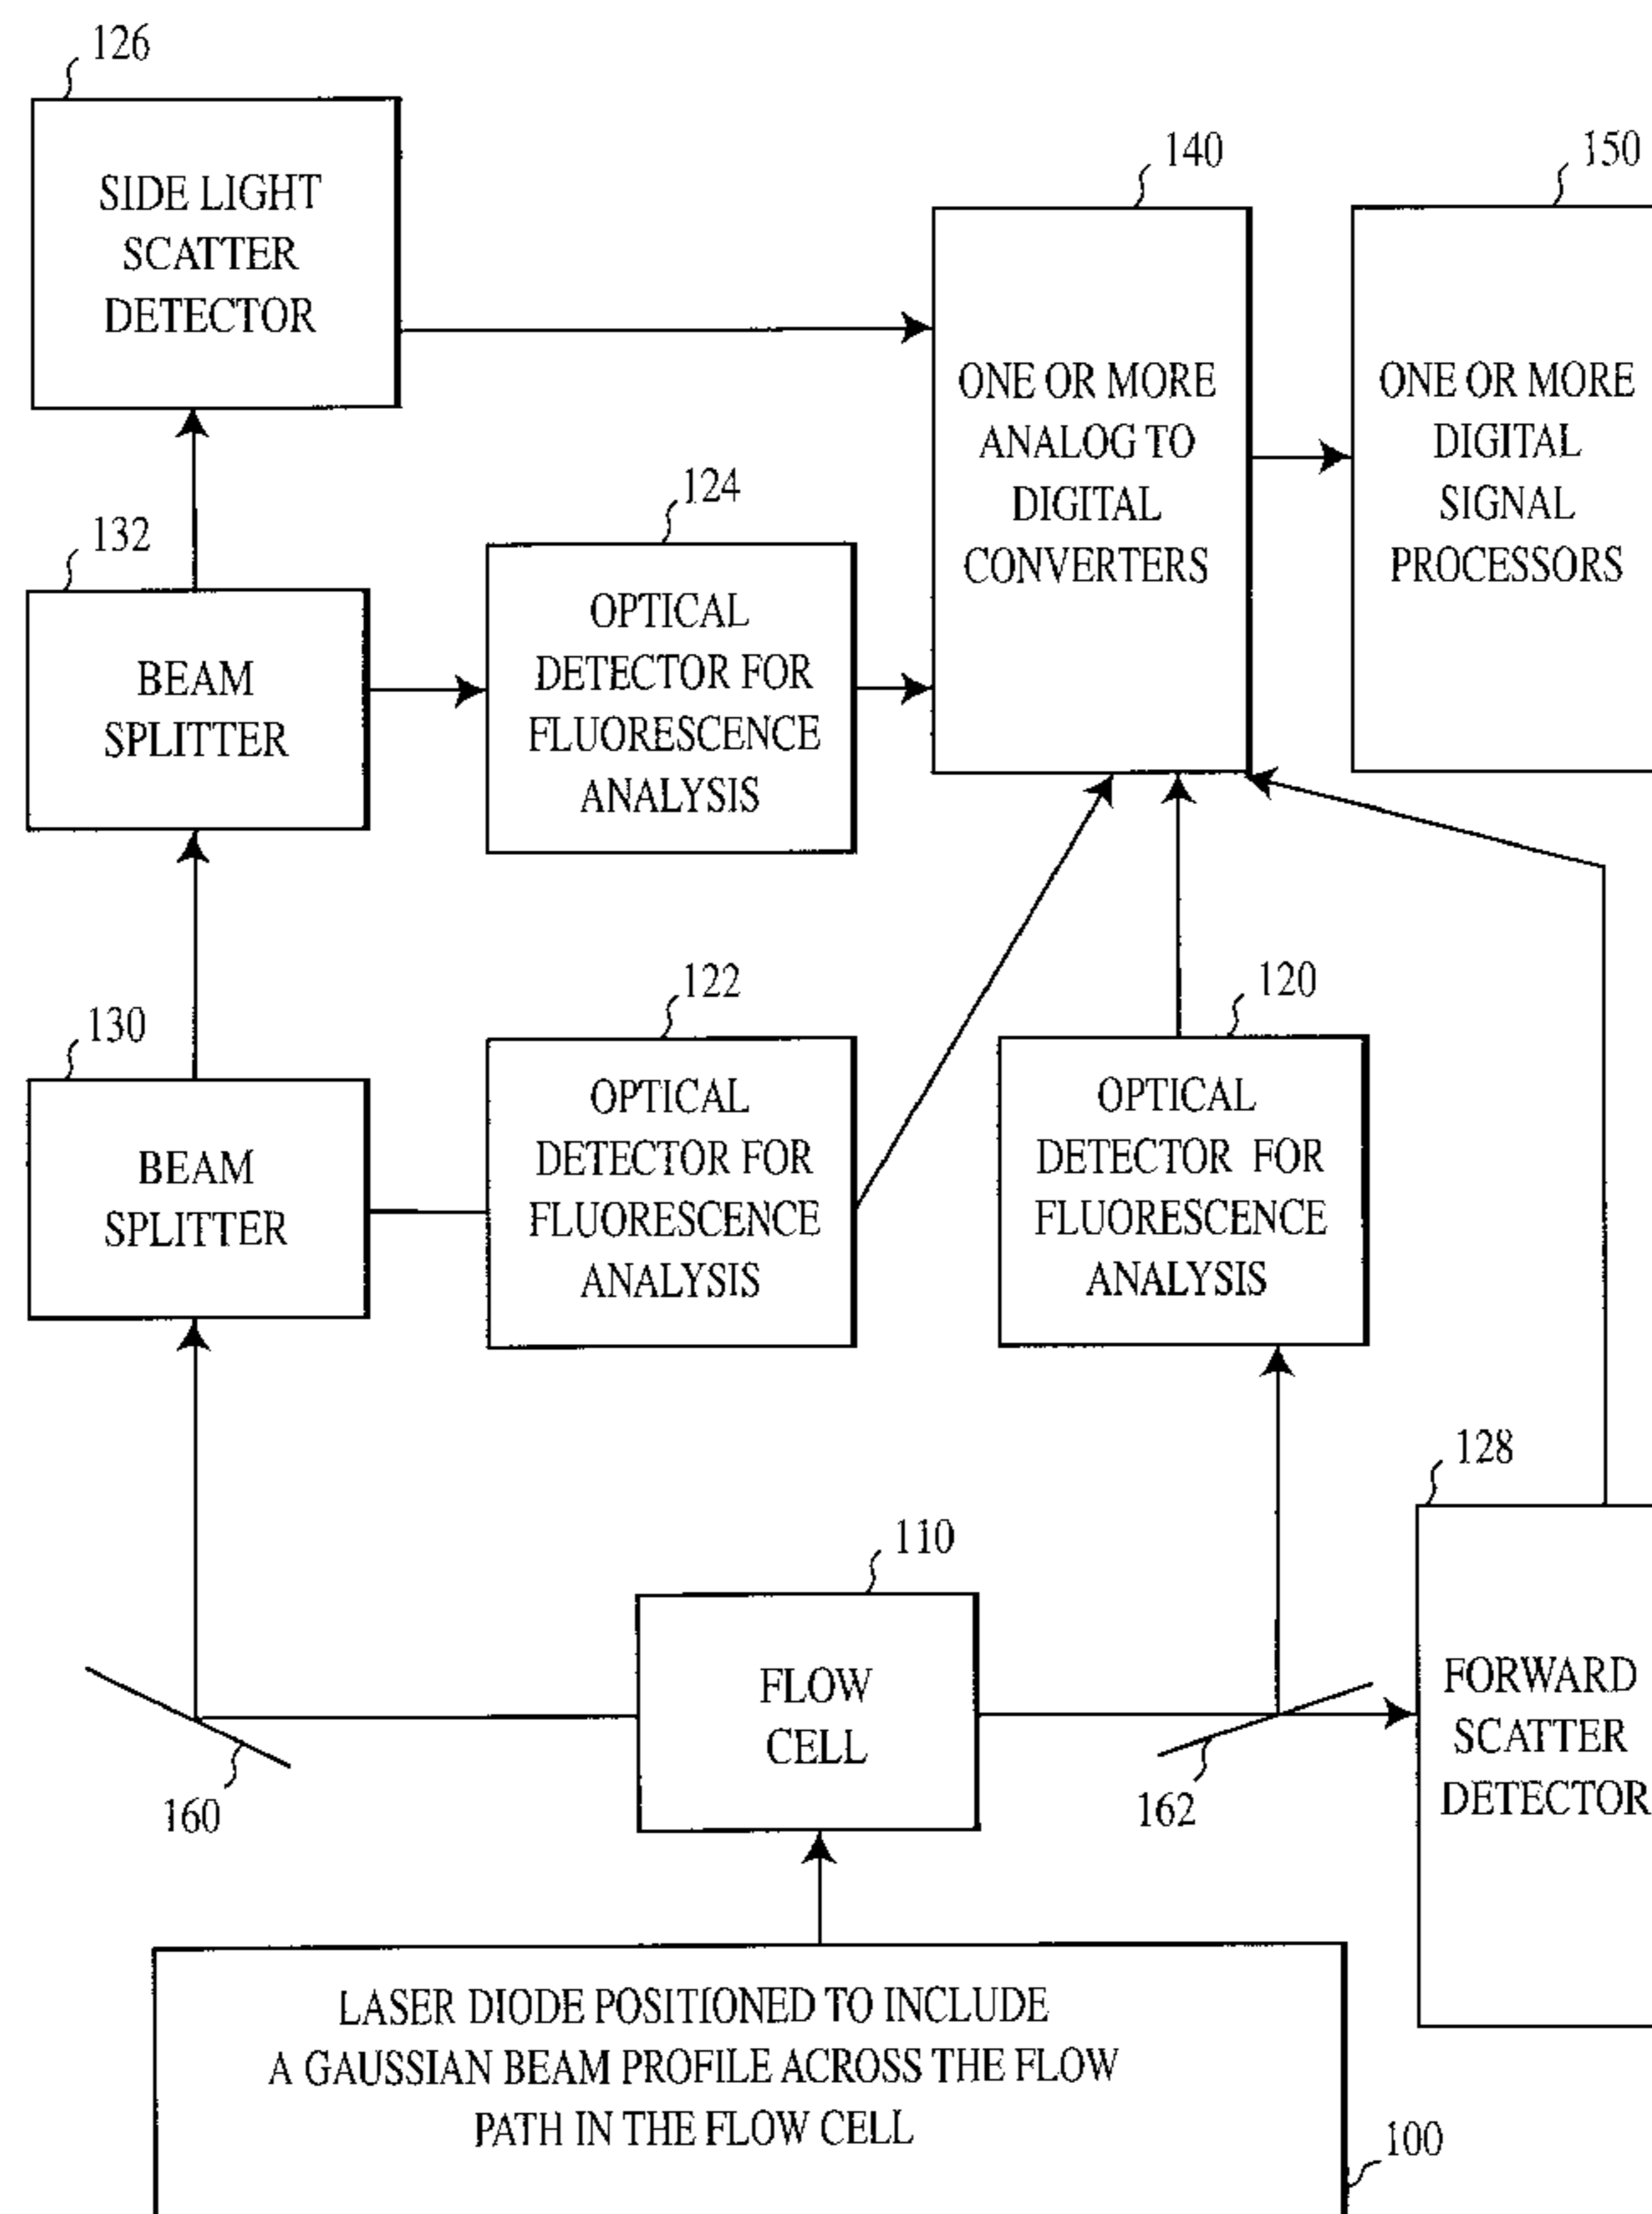 126
SIDE LIGHT
SCATTER
DETECTOR
140
ONE OR MORE
ANALOG TO
DIGITAL
CONVERTERS
150
ONE OR MORE
DIGITAL
SIGNAL
PROCESSORS
132
BEAM
SPLITTER
124
OPTICAL
DETECTOR FOR
FLUORESCENCE
ANALYSIS
130
BEAM
SPLITTER
122
OPTICAL
DETECTOR FOR
FLUORESCENCE
ANALYSIS
120
OPTICAL
DETECTOR FOR
FLUORESCENCE
ANALYSIS
128
FORWARD
SCATTER
DETECTOR
110
FLOW
CELL
160
162
LASER DIODE POSITIONED TO INCLUDE
A GAUSSIAN BEAM PROFILE ACROSS THE FLOW
PATH IN THE FLOW CELL
100